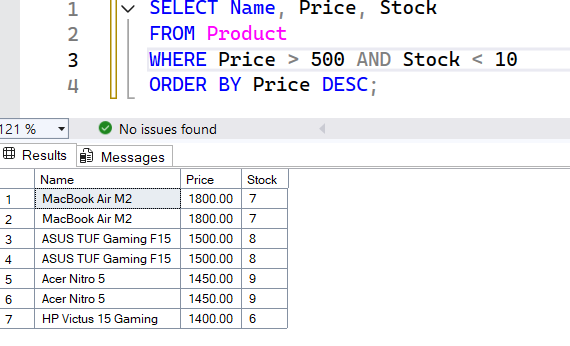 1 SELECT Name, Price, Stock
2 FROM Product
3 WHERE Price > 500 AND Stock < 10
4 ORDER BY Price DESC;
121 % No issues found
Results Messages
Name Price Stock
1 MacBook Air M2 1800.00 7
2 MacBook Air M2 1800.00 7
3 ASUS TUF Gaming F15 1500.00 8
4 ASUS TUF Gaming F15 1500.00 8
5 Acer Nitro 5 1450.00 9
6 Acer Nitro 5 1450.00 9
7 HP Victus 15 Gaming 1400.00 6